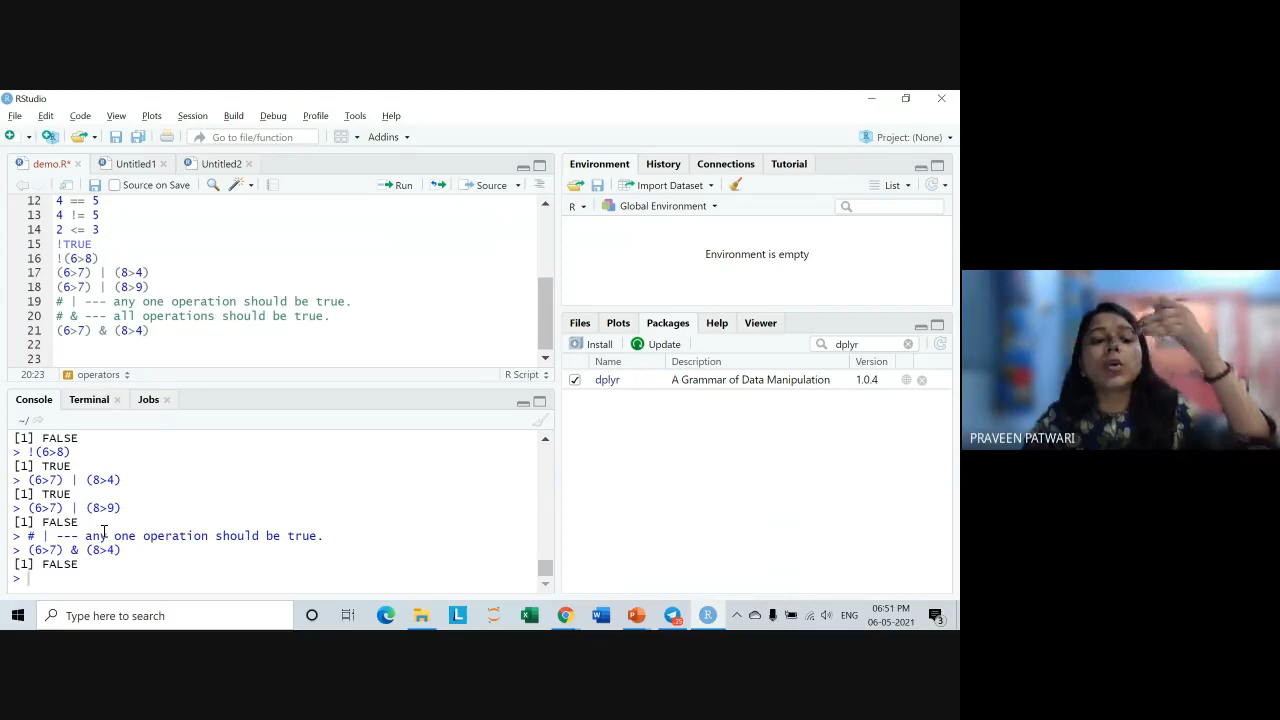 RStudio
File Edit Code View Plots Session Build Debug Profile Tools Help
Go to file/function
Addins
Project: (None)
demo.R*
Untitled1
Untitled2
Source on Save
Run
Source
12 4 == 5
13 4 != 5
14 2 <= 3
15 !TRUE
16 !(6>8)
17 (6>7) | (8>4)
18 (6>7) | (8>9)
19 # | --- any one operation should be true.
20 # & --- all operations should be true.
21 (6>7) & (8>4)
22
23
20:23 # operators R Script
Console Terminal Jobs
~/
[1] FALSE
> !(6>8)
[1] TRUE
> (6>7) | (8>4)
[1] TRUE
> (6>7) | (8>9)
[1] FALSE
> # | --- any one operation should be true.
> (6>7) & (8>4)
[1] FALSE
>
Environment History Connections Tutorial
Import Dataset
List
R
Global Environment
Environment is empty
Files Plots Packages Help Viewer
Install
Update
dplyr
Name Description Version
dplyr A Grammar of Data Manipulation 1.0.4
PRAVEEN PATWARI
Type here to search
ENG
06:51 PM
06-05-2021
3